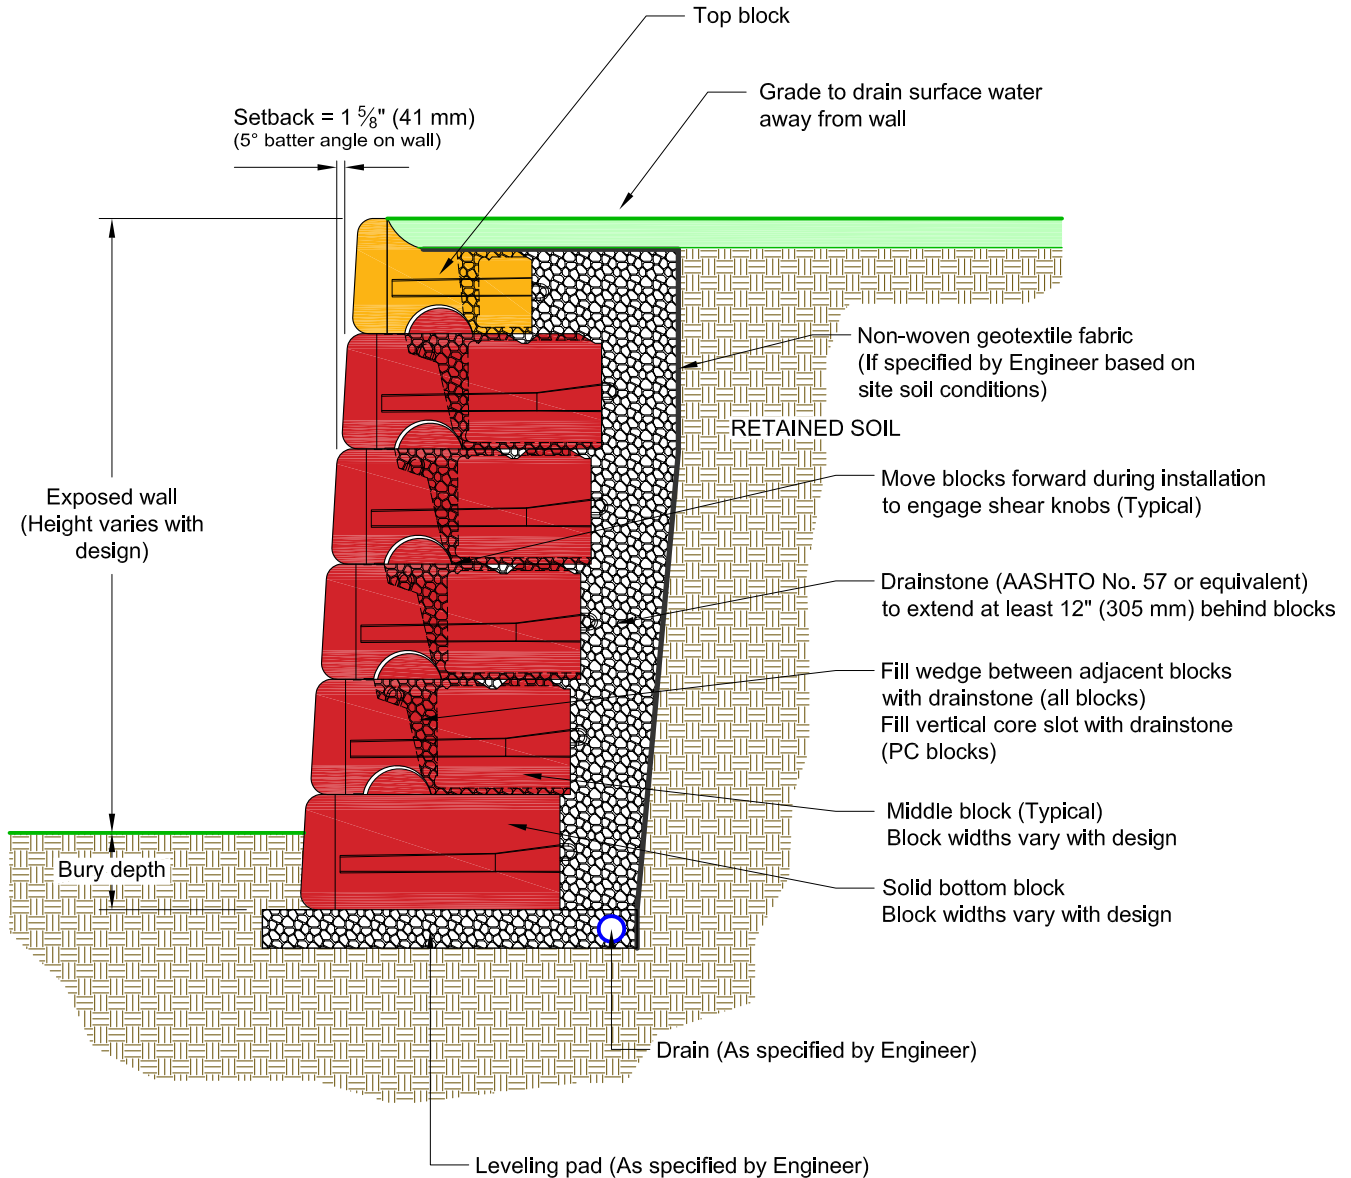 Top block
Grade to drain surface water
away from wall
Setback = 1 5⁄8" (41 mm)
(5° batter angle on wall)
Non-woven geotextile fabric
(If specified by Engineer based on
site soil conditions)
RETAINED SOIL
Move blocks forward during installation
to engage shear knobs (Typical)
Exposed wall
(Height varies with
design)
Drainstone (AASHTO No. 57 or equivalent)
to extend at least 12" (305 mm) behind blocks
Fill wedge between adjacent blocks
with drainstone (all blocks)
Fill vertical core slot with drainstone
(PC blocks)
Middle block (Typical)
Block widths vary with design
Bury depth
Solid bottom block
Block widths vary with design
Drain (As specified by Engineer)
Leveling pad (As specified by Engineer)